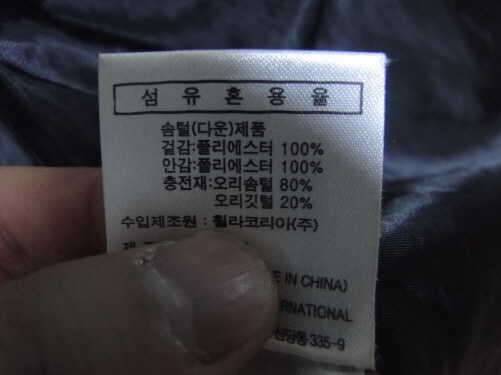 섬유혼용율
솜털(다운)제품
겉감:폴리에스터 100%
안감:폴리에스터 100%
충전재:오리솜털 80%
오리깃털 20%
수입제조원 : 휠라코리아(주)
제
IN CHINA)
335-9